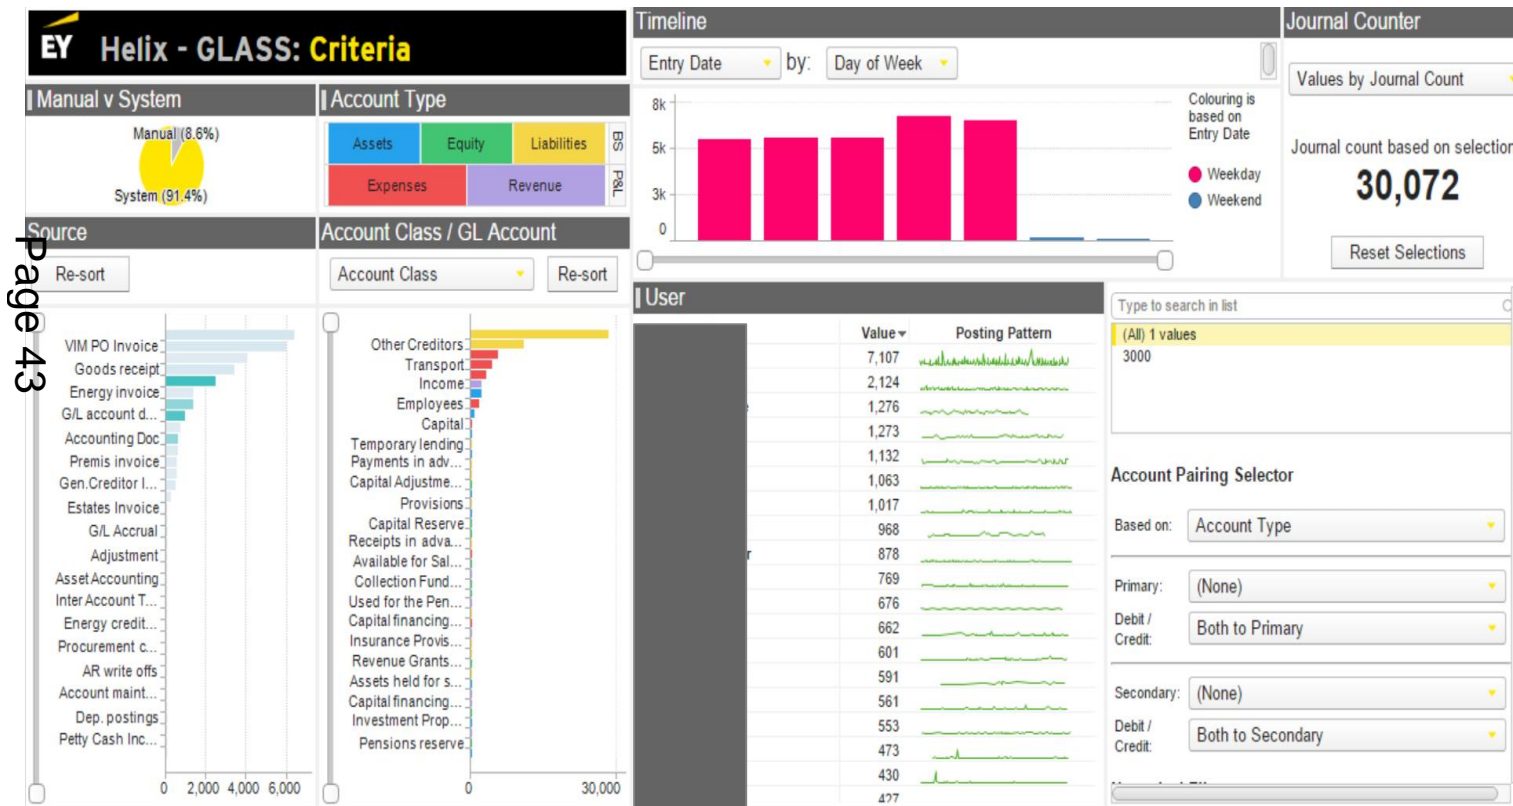 EY Helix - GLASS: Criteria
Manual v System
Manual (8.6%)
System (91.4%)
Account Type
Assets
Equity
Liabilities
BS
Expenses
Revenue
P&L
Source
Re-sort
Account Class / GL Account
Account Class
Re-sort
Page 43
VIM PO Invoice
Goods receipt
Energy invoice
G/L account d...
Accounting Doc
Premis invoice
Gen.Creditor I...
Estates Invoice
G/L Accrual
Adjustment
Asset Accounting
Inter Account T...
Energy credit...
Procurement c...
AR write offs
Account maint...
Dep. postings
Petty Cash Inc...
0 2,000 4,000 6,000
Other Creditors
Transport
Income
Employees
Capital
Temporary lending
Payments in adv...
Capital Adjustme...
Provisions
Capital Reserve
Receipts in adva...
Available for Sal...
Collection Fund...
Used for the Pen...
Capital financing...
Insurance Provis...
Revenue Grants...
Assets held for s...
Capital financing...
Investment Prop...
Pensions reserve
0 30,000
Timeline
Entry Date by: Day of Week
8k
5k
3k
0
Colouring is
based on
Entry Date
Weekday
Weekend
Journal Counter
Values by Journal Count
Journal count based on selection
30,072
Reset Selections
User
Value Posting Pattern
7,107
2,124
1,276
1,273
1,132
1,063
1,017
968
878
769
676
662
601
591
561
553
473
430
427
Type to search in list
(All) 1 values
3000
Account Pairing Selector
Based on: Account Type
Primary: (None)
Debit /
Credit: Both to Primary
Secondary: (None)
Debit /
Credit: Both to Secondary